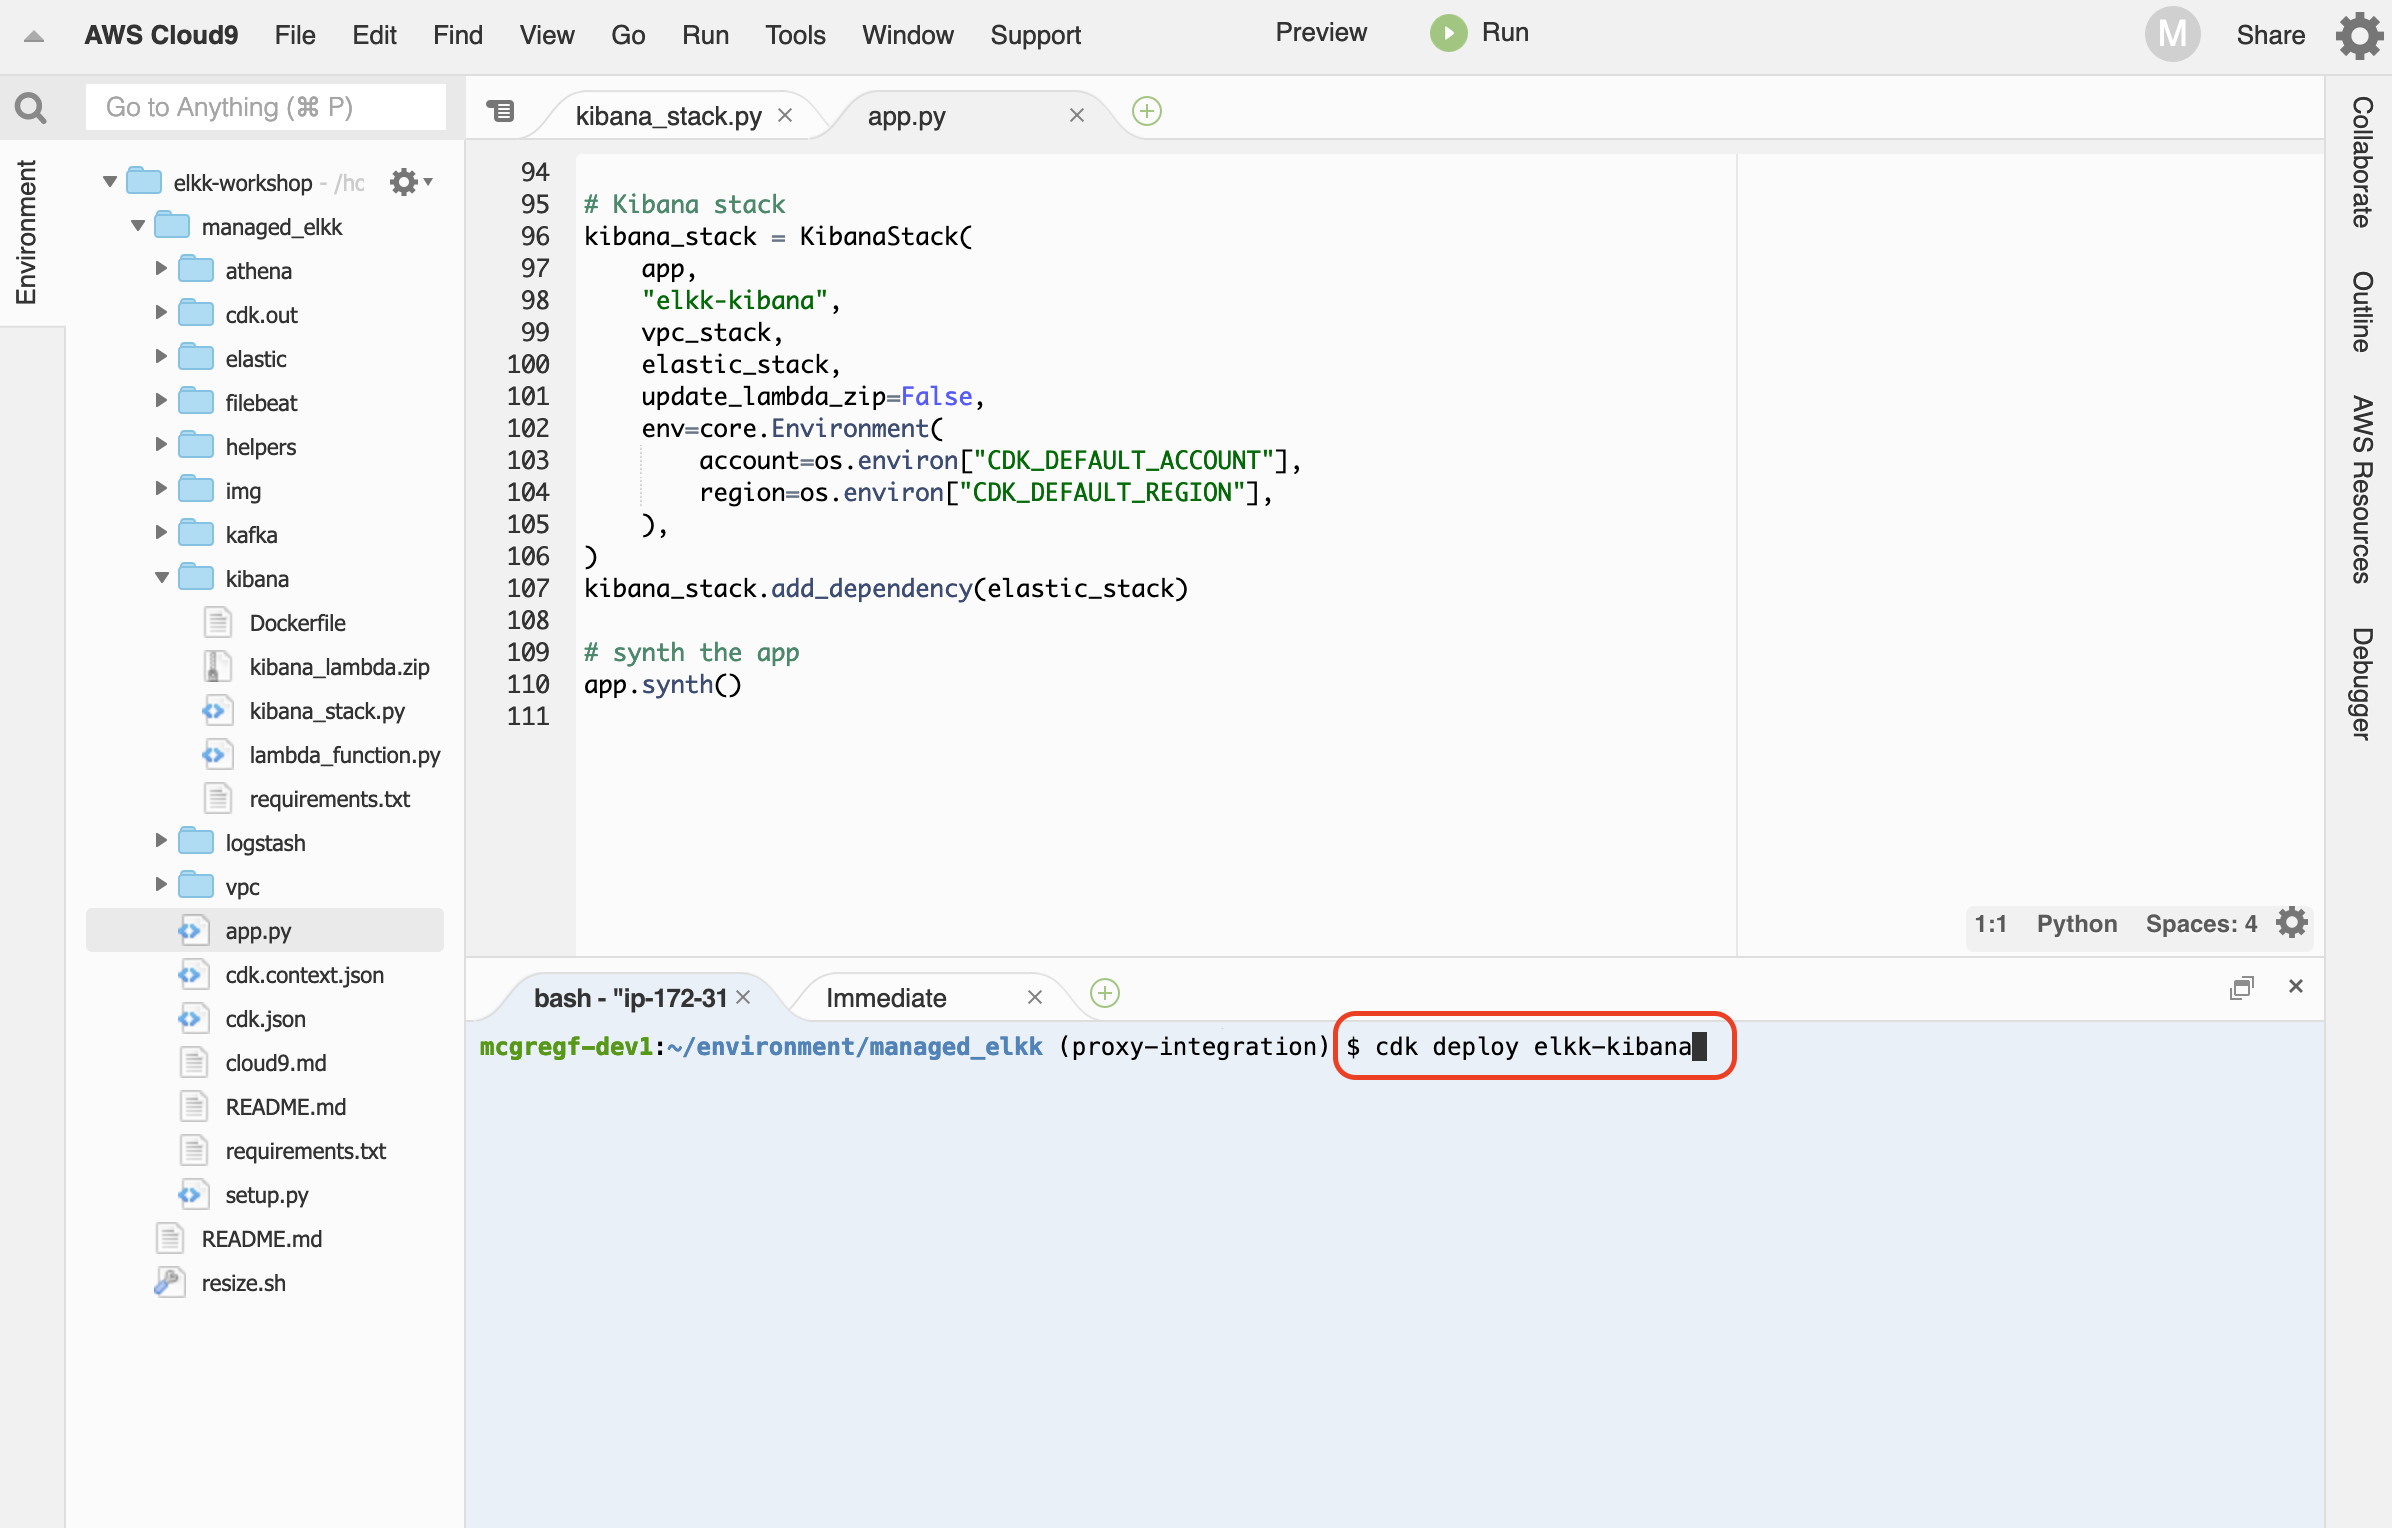 AWS Cloud9 File Edit Find View Go Run Tools Window Support Preview Run M Share
Go to Anything (⌘ P)
kibana_stack.py app.py
Environment
elkk-workshop - /hc
managed_elkk
athena
cdk.out
elastic
filebeat
helpers
img
kafka
kibana
Dockerfile
kibana_lambda.zip
kibana_stack.py
lambda_function.py
requirements.txt
logstash
vpc
app.py
cdk.context.json
cdk.json
cloud9.md
README.md
requirements.txt
setup.py
README.md
resize.sh
94
95 # Kibana stack
96 kibana_stack = KibanaStack(
97     app,
98     "elkk-kibana",
99     vpc_stack,
100     elastic_stack,
101     update_lambda_zip=False,
102     env=core.Environment(
103         account=os.environ["CDK_DEFAULT_ACCOUNT"],
104         region=os.environ["CDK_DEFAULT_REGION"],
105     ),
106 )
107 kibana_stack.add_dependency(elastic_stack)
108
109 # synth the app
110 app.synth()
111
1:1 Python Spaces: 4
bash - "ip-172-31 Immediate
mcgregf-dev1:~/environment/managed_elkk (proxy-integration) $ cdk deploy elkk-kibana
Collaborate
Outline
AWS Resources
Debugger